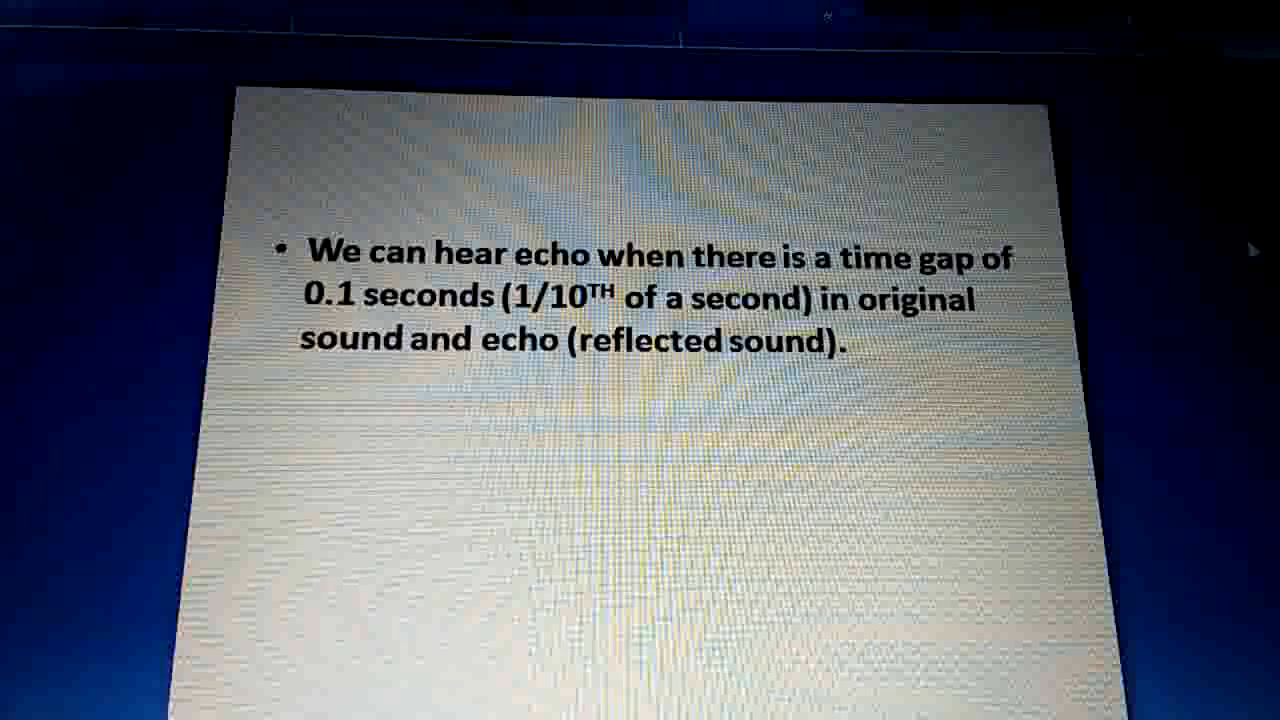 • We can hear echo when there is a time gap of
0.1 seconds (1/10TH of a second) in original
sound and echo (reflected sound).